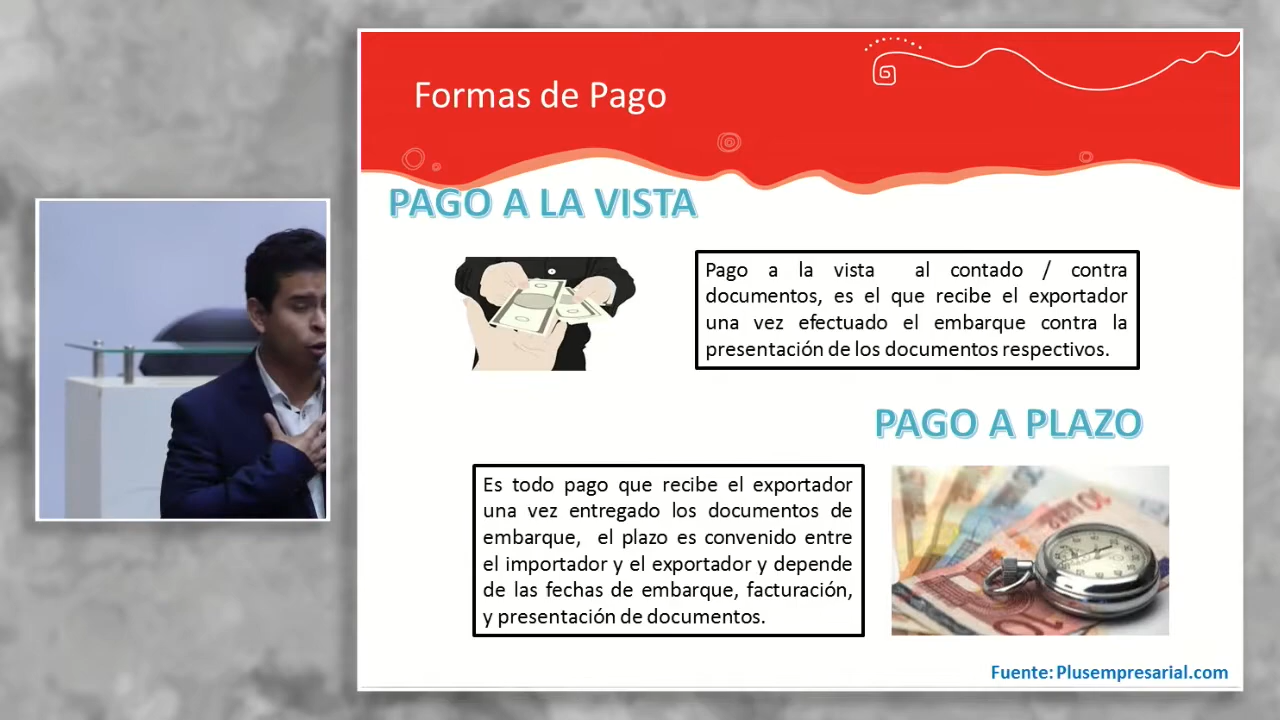 Formas de Pago
PAGO A LA VISTA
Pago a la vista al contado / contra
documentos, es el que recibe el exportador
una vez efectuado el embarque contra la
presentación de los documentos respectivos.
PAGO A PLAZO
Es todo pago que recibe el exportador
una vez entregado los documentos de
embarque, el plazo es convenido entre
el importador y el exportador y depende
de las fechas de embarque, facturación,
y presentación de documentos.
10
Fuente: Plusempresarial.com